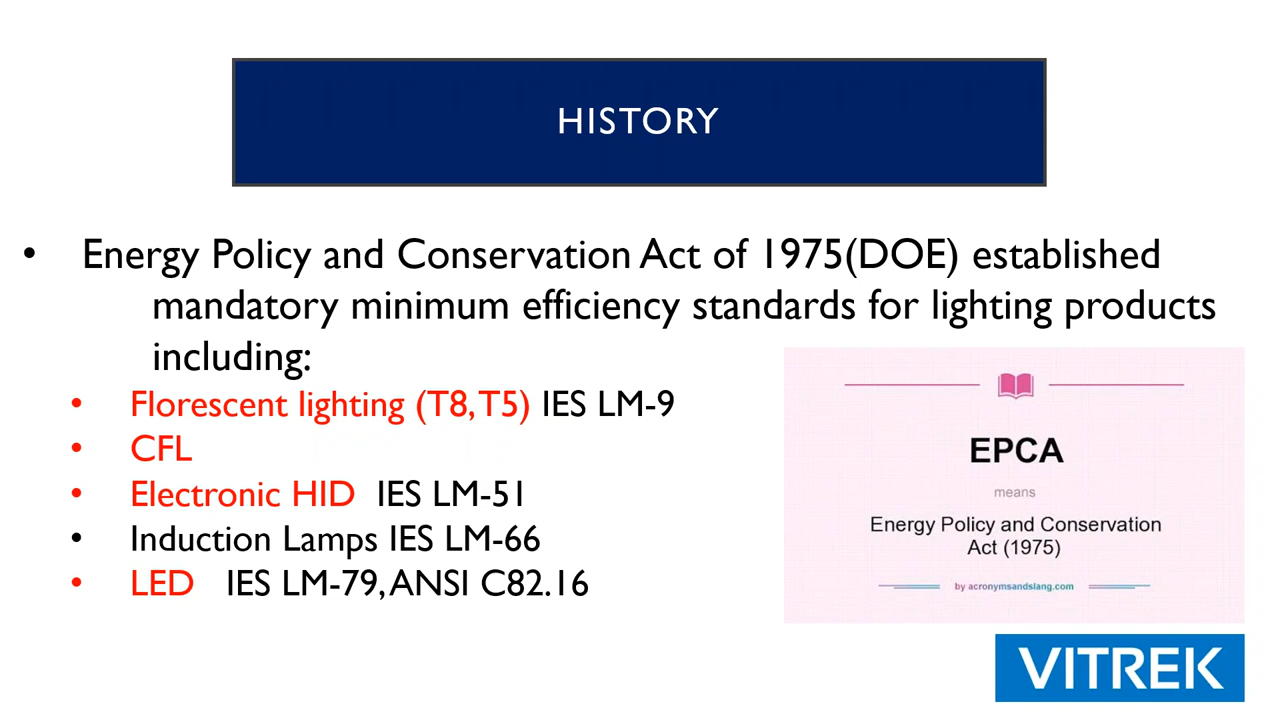 HISTORY
• Energy Policy and Conservation Act of 1975(DOE) established
mandatory minimum efficiency standards for lighting products
including:
• Florescent lighting (T8, T5) IES LM-9
• CFL
• Electronic HID IES LM-51
• Induction Lamps IES LM-66
• LED IES LM-79, ANSI C82.16
EPCA
means
Energy Policy and Conservation
Act (1975)
by acronymsandslang.com
VITREK